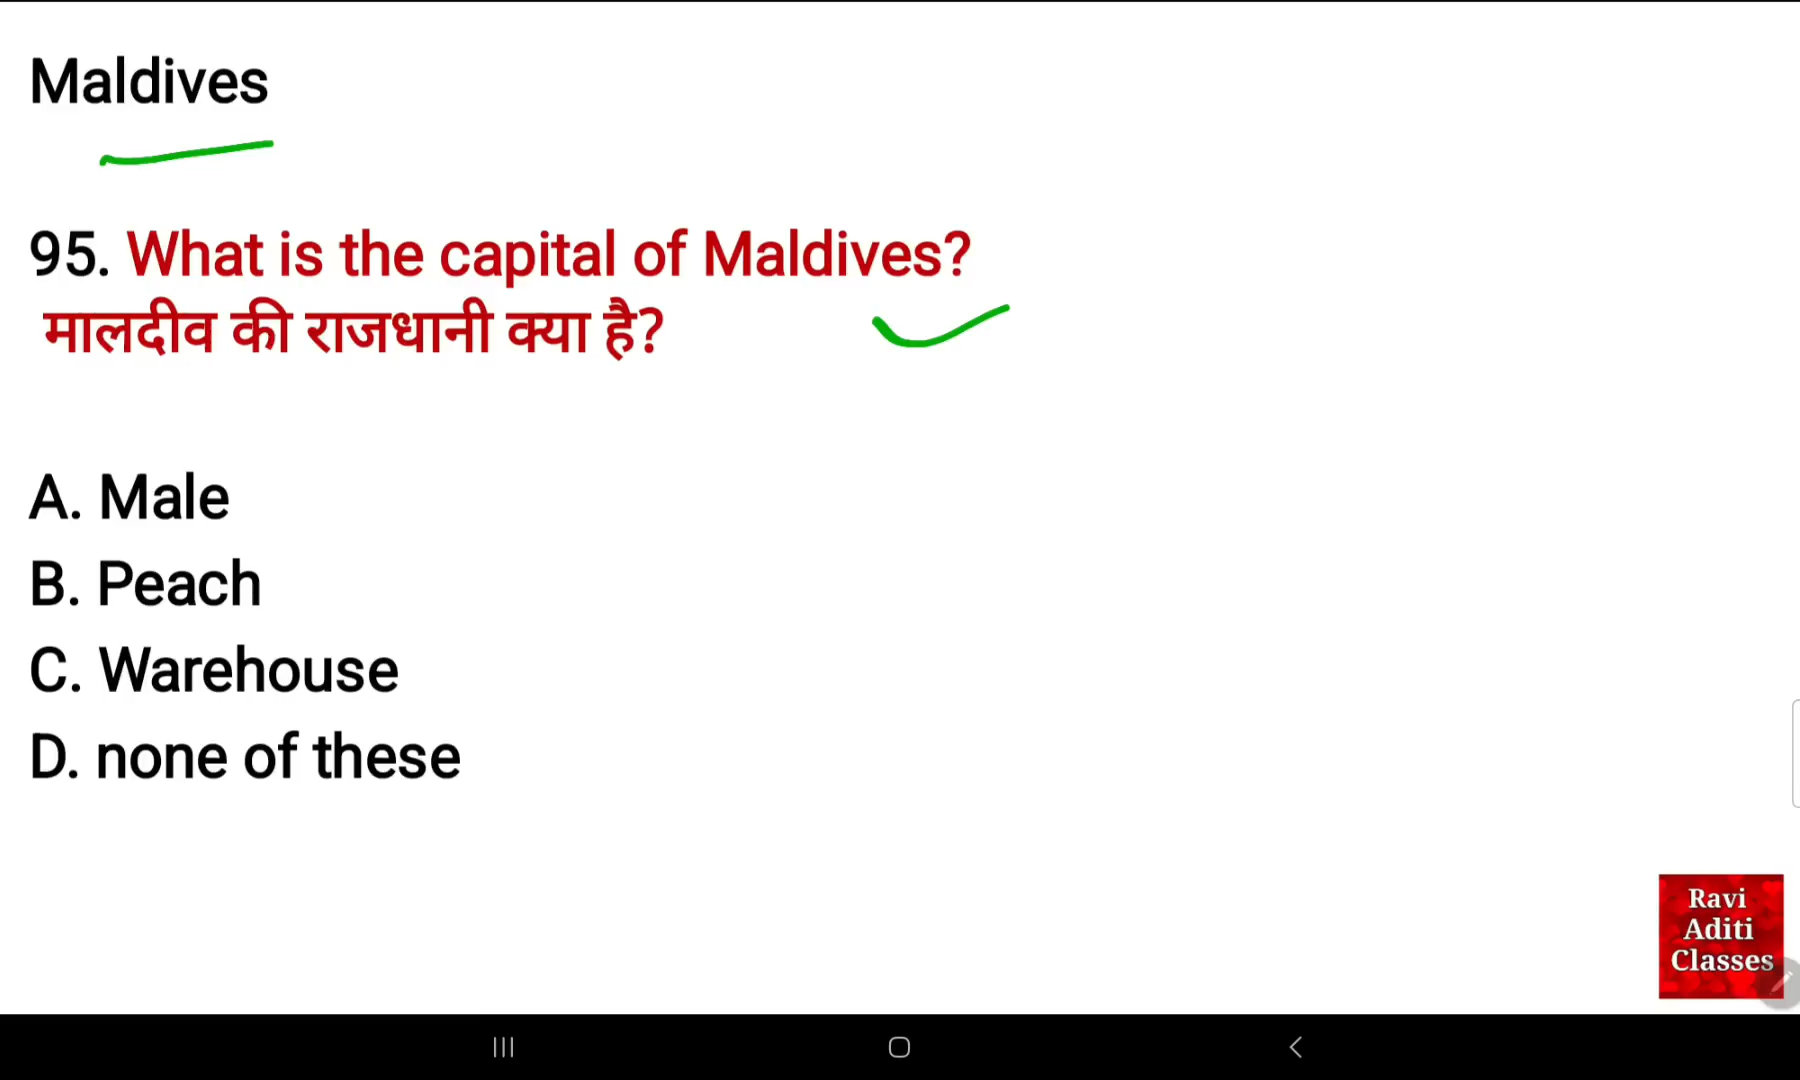 Maldives
95. What is the capital of Maldives?
मालदीव की राजधानी क्या है?
A. Male
B. Peach
C. Warehouse
D. none of these
Ravi
Aditi
Classes